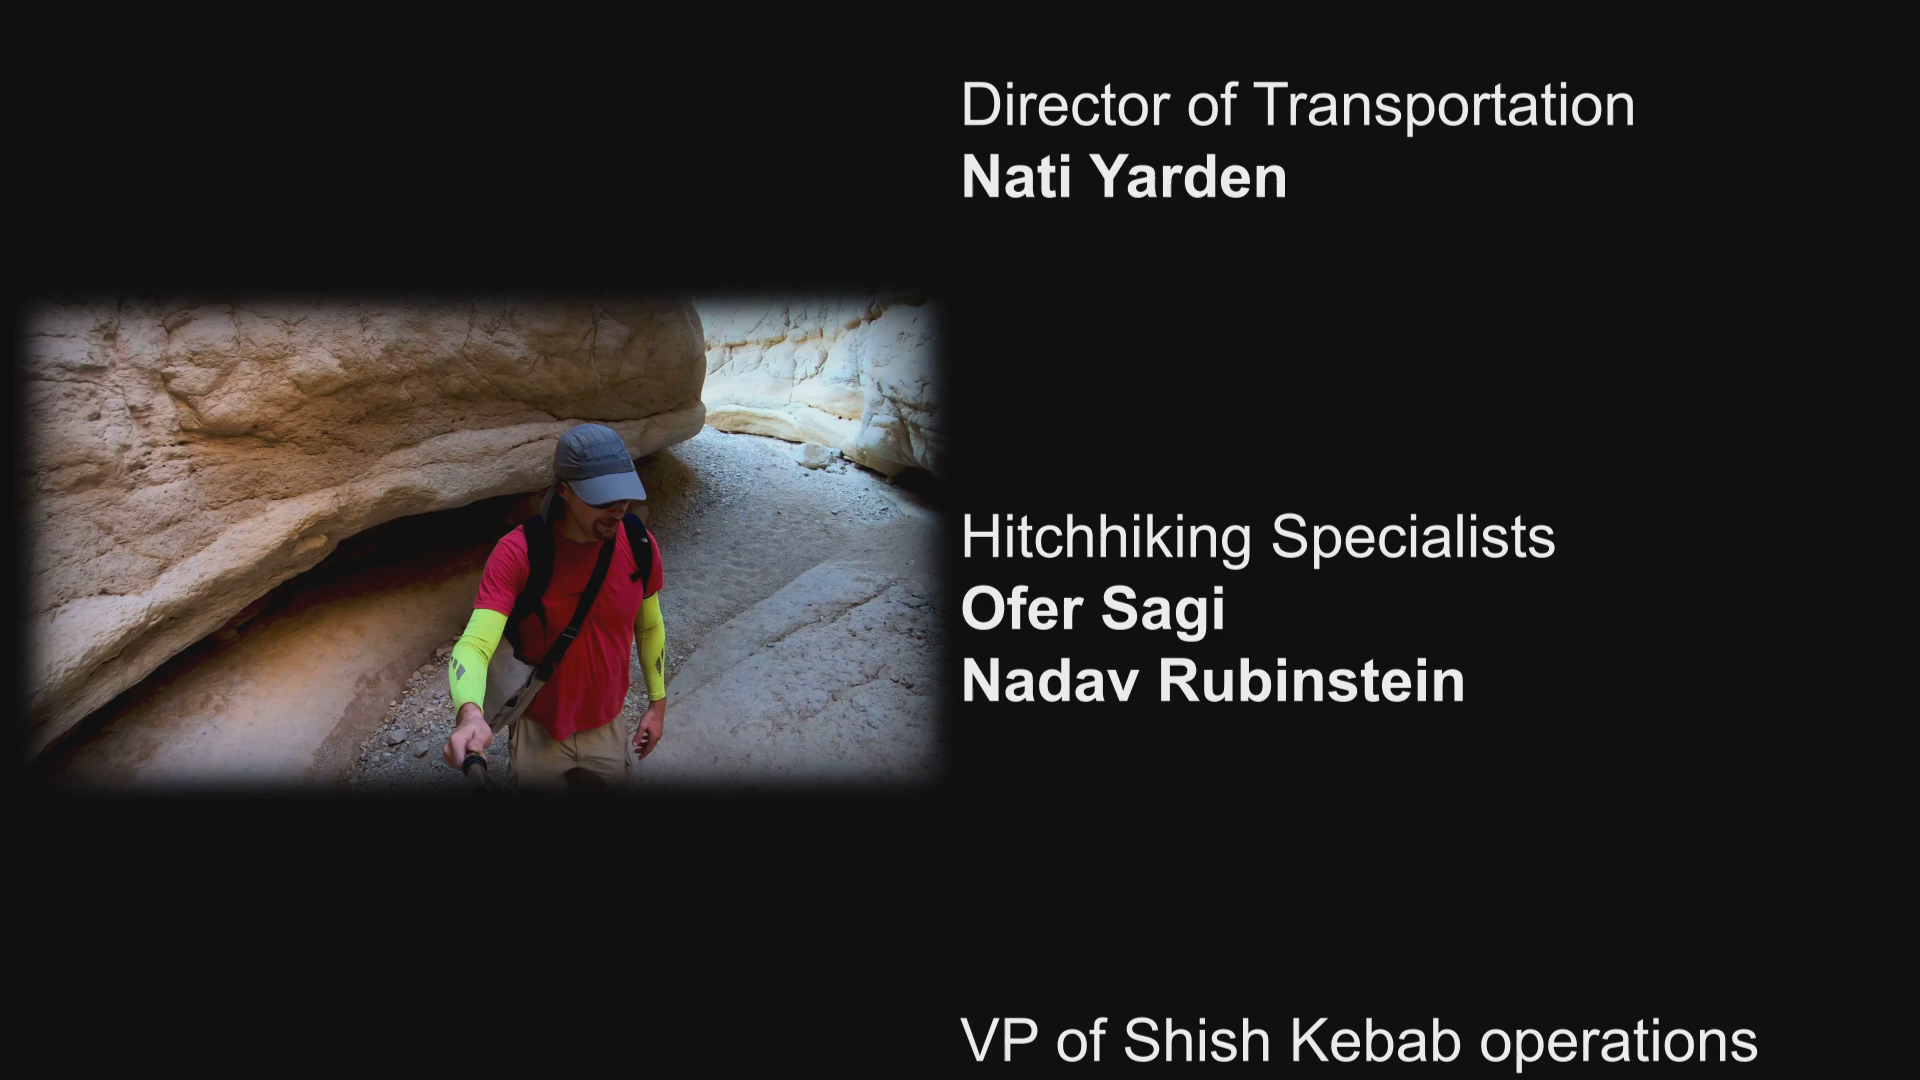 Director of Transportation
Nati Yarden
Hitchhiking Specialists
Ofer Sagi
Nadav Rubinstein
VP of Shish Kebab operations